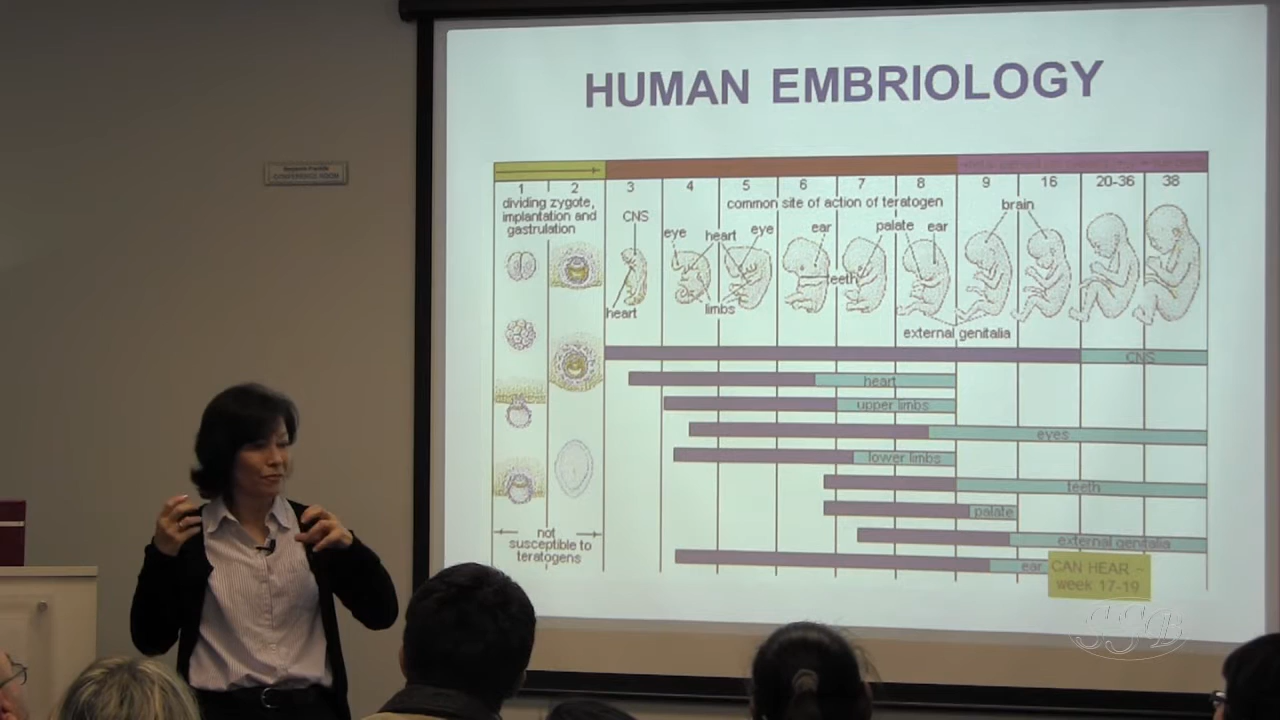 HUMAN EMBRIOLOGY
CONFERENCE ROOM
1 2 3 4 5 6 7 8 9 16 20-36 38
dividing zygote,
implantation and
gastrulation
common site of action of teratogen
CNS
eye
heart
eye
ear
palate
ear
brain
teeth
heart
limbs
external genitalia
CNS
heart
upper limbs
eyes
lower limbs
teeth
palate
external genitalia
ear
not
susceptible to
teratogens
CAN HEAR -
week 17-19
SSB